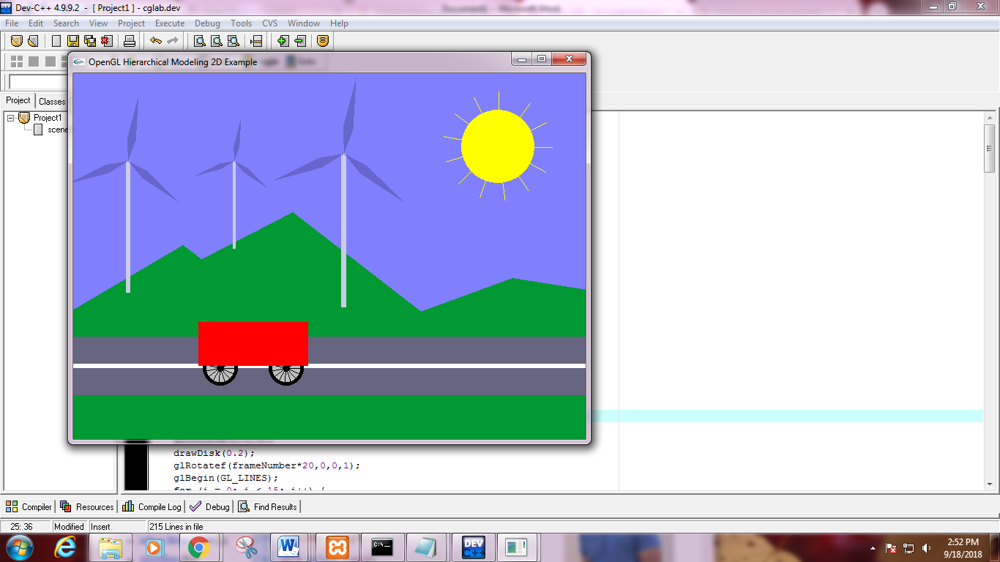 Dev-C++ 4.9.9.2 - [ Project1 ] - cglab.dev
File Edit Search View Project Execute Debug Tools CVS Window Help
OpenGL Hierarchical Modeling 2D Example
Project Classes
Project1
scene
drawDisk(0.2);
glRotatef(frameNumber*20,0,0,1);
glBegin(GL_LINES);
for (i = 0; i < 15; i++) {
Compiler Resources Compile Log Debug Find Results
25: 36 Modified Insert 215 Lines in file
DEV C++
2:52 PM
9/18/2018